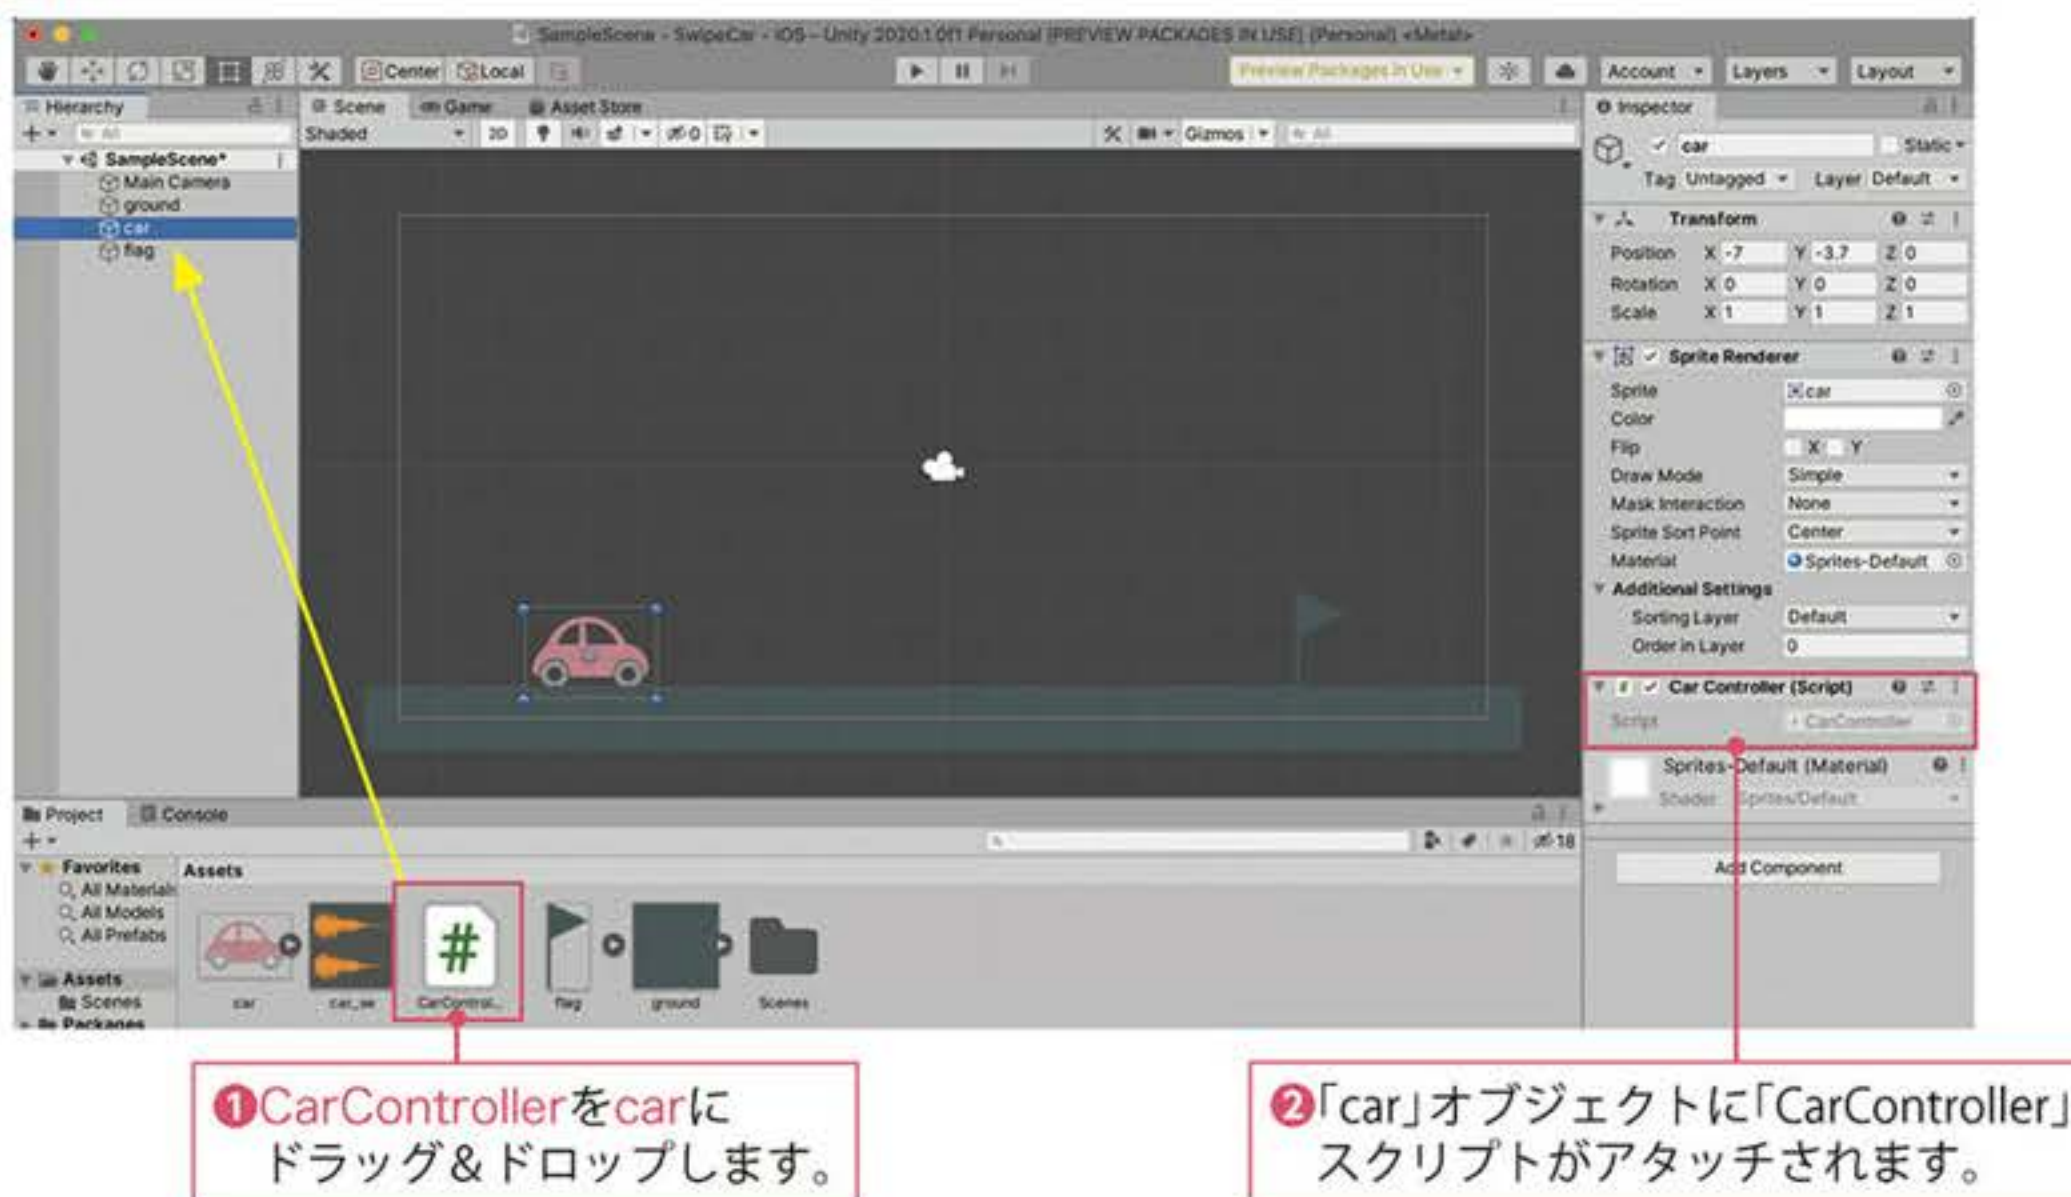 SampleScene - SwipeCar - iOS - Unity 2020.1.0f1 Personal [PREVIEW PACKAGES IN USE] (Personal) <Metal>
Center Local Preview Packages in Use Account Layers Layout
Hierarchy Scene Game Asset Store Inspector
All Shaded 2D 0 Gizmos All
SampleScene*
Main Camera
ground
car
flag
car Static
Tag Untagged Layer Default
Transform
Position X -7 Y -3.7 Z 0
Rotation X 0 Y 0 Z 0
Scale X 1 Y 1 Z 1
Sprite Renderer
Sprite car
Color
Flip X Y
Draw Mode Simple
Mask Interaction None
Sprite Sort Point Center
Material Sprites-Default
Additional Settings
Sorting Layer Default
Order in Layer 0
# Car Controller (Script)
Script CarController
Sprites-Default (Material)
Shader Sprites/Default
Add Component
Project Console
18
Favorites
All Materials
All Models
All Prefabs
Assets
Scenes
Packages
Assets
#
car car_se CarControl... flag ground Scenes
❶CarControllerをcarに
ドラッグ&ドロップします。
❷「car」オブジェクトに「CarController」
スクリプトがアタッチされます。